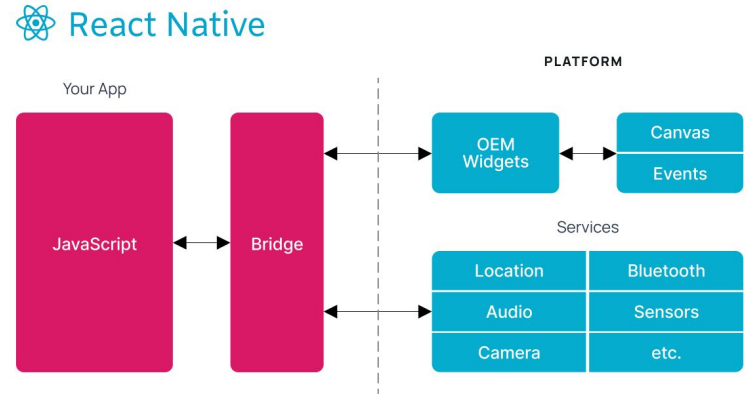 React Native
PLATFORM
Your App
JavaScript
Bridge
OEM
Widgets
Canvas
Events
Services
Location
Bluetooth
Audio
Sensors
Camera
etc.